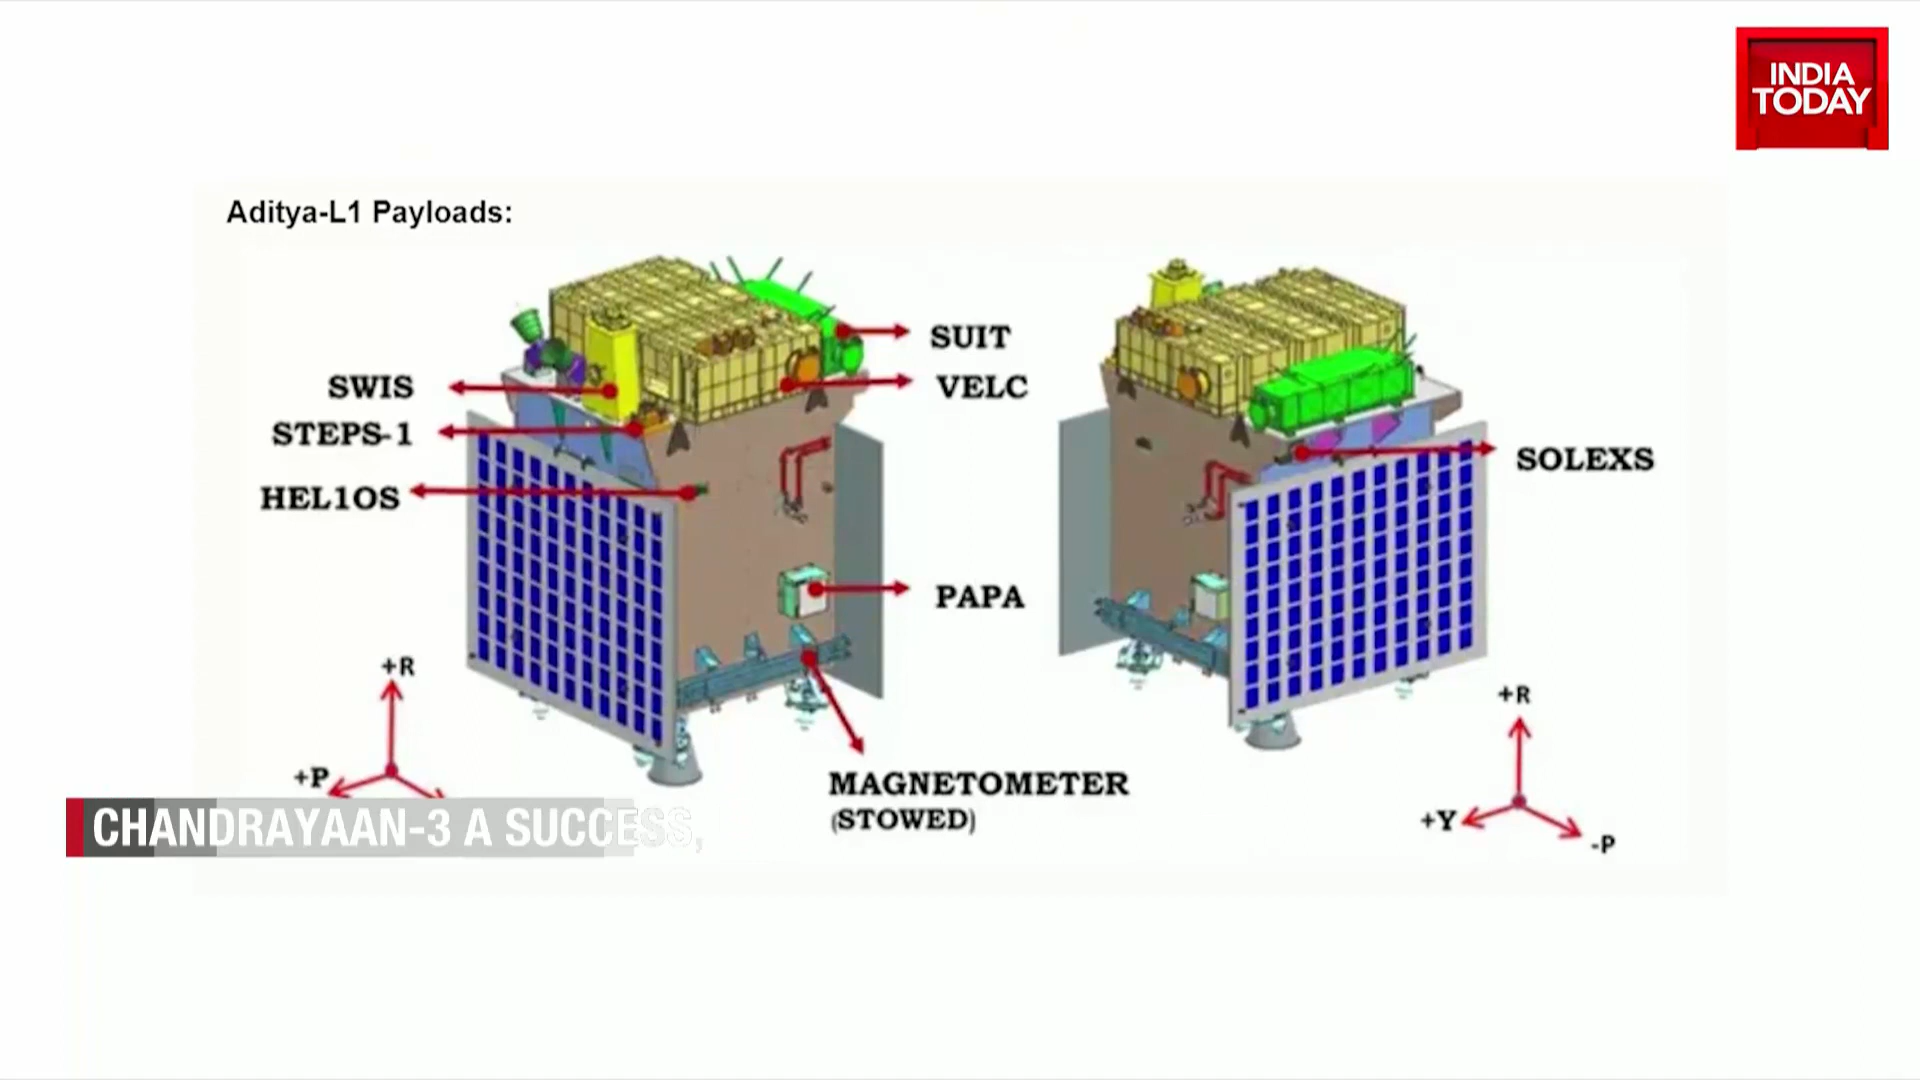 INDIA
TODAY
Aditya-L1 Payloads:
SUIT
SWIS
VELC
STEPS-1
SOLEXS
HEL1OS
PAPA
+R
+R
+P
MAGNETOMETER
(STOWED)
+Y
-P
CHANDRAYAAN-3 A SUCCESS,